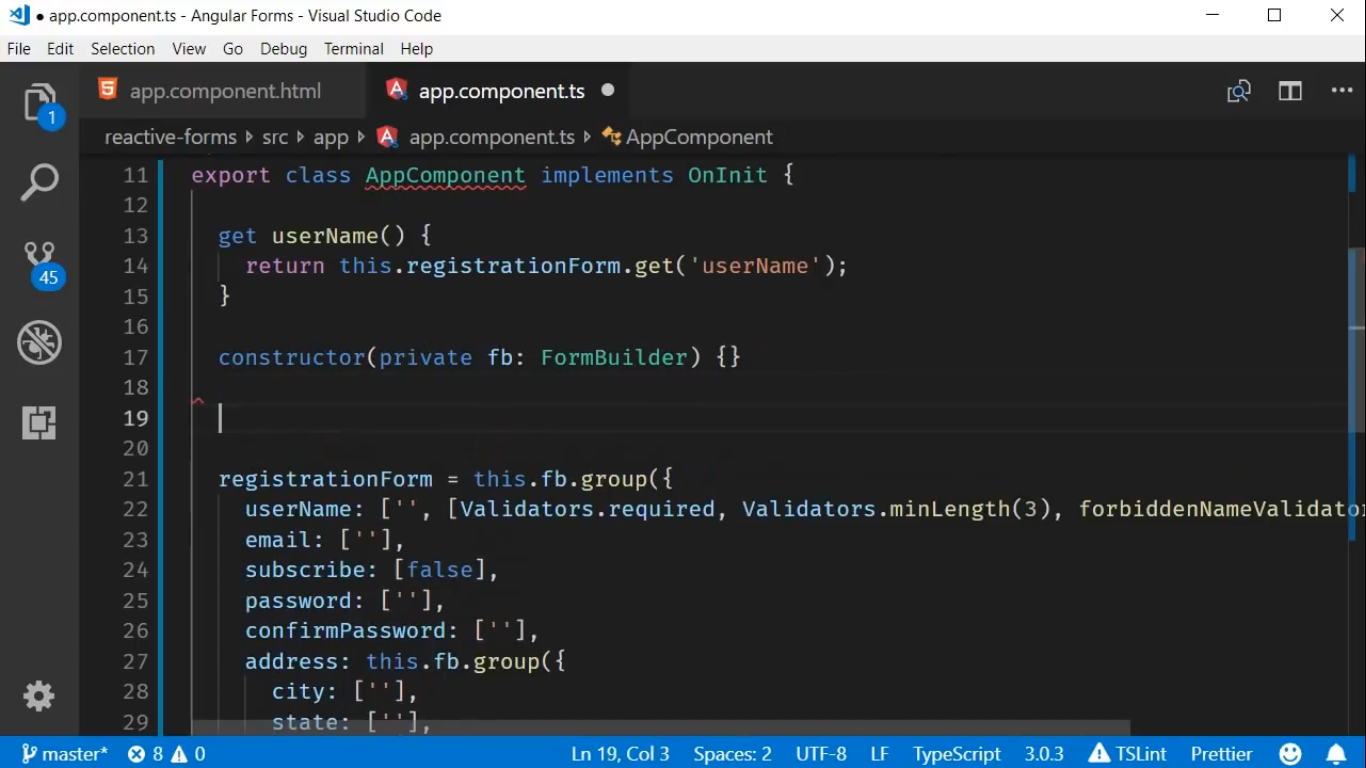 ● app.component.ts - Angular Forms - Visual Studio Code
File Edit Selection View Go Debug Terminal Help
app.component.html app.component.ts
reactive-forms src app app.component.ts AppComponent
11 export class AppComponent implements OnInit {
12
13 get userName() {
14 return this.registrationForm.get('userName');
15 }
16
17 constructor(private fb: FormBuilder) {}
18
19
20
21 registrationForm = this.fb.group({
22 userName: ['', [Validators.required, Validators.minLength(3), forbiddenNameValidato
23 email: [''],
24 subscribe: [false],
25 password: [''],
26 confirmPassword: [''],
27 address: this.fb.group({
28 city: [''],
29 state: [''],
1
45
master* 8 0 Ln 19, Col 3 Spaces: 2 UTF-8 LF TypeScript 3.0.3 TSLint Prettier